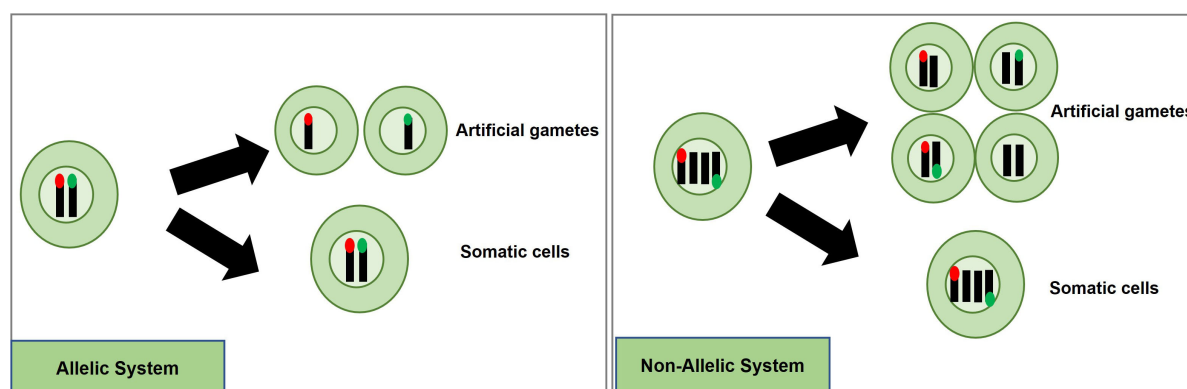 Artificial gametes
Somatic cells
Allelic System
Artificial gametes
Somatic cells
Non-Allelic System